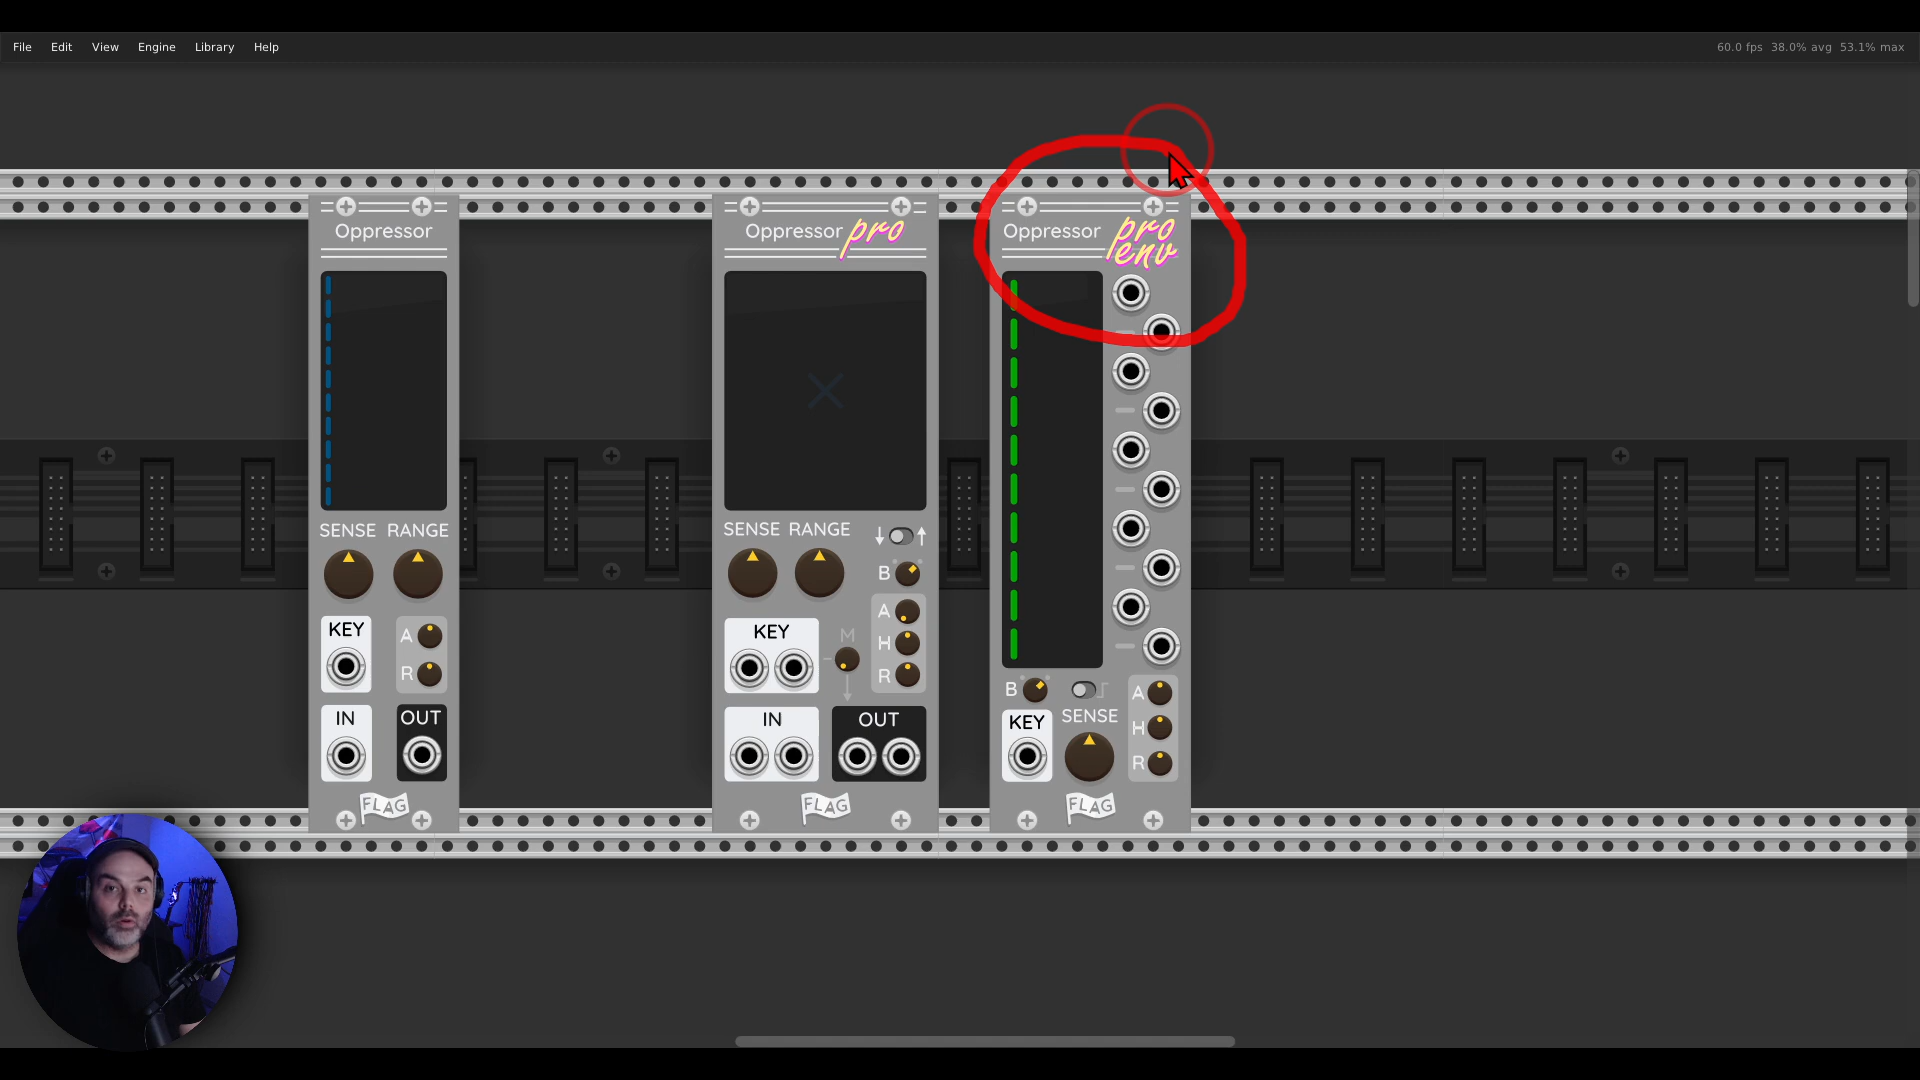 File Edit View Engine Library Help
60.0 fps 38.0% avg 53.1% max
Oppressor
SENSE RANGE
KEY
A
R
IN
OUT
FLAG
Oppressor pro
SENSE RANGE
B
KEY
M
A
H
R
IN
OUT
FLAG
Oppressor pro env
B
SENSE
KEY
A
H
R
FLAG